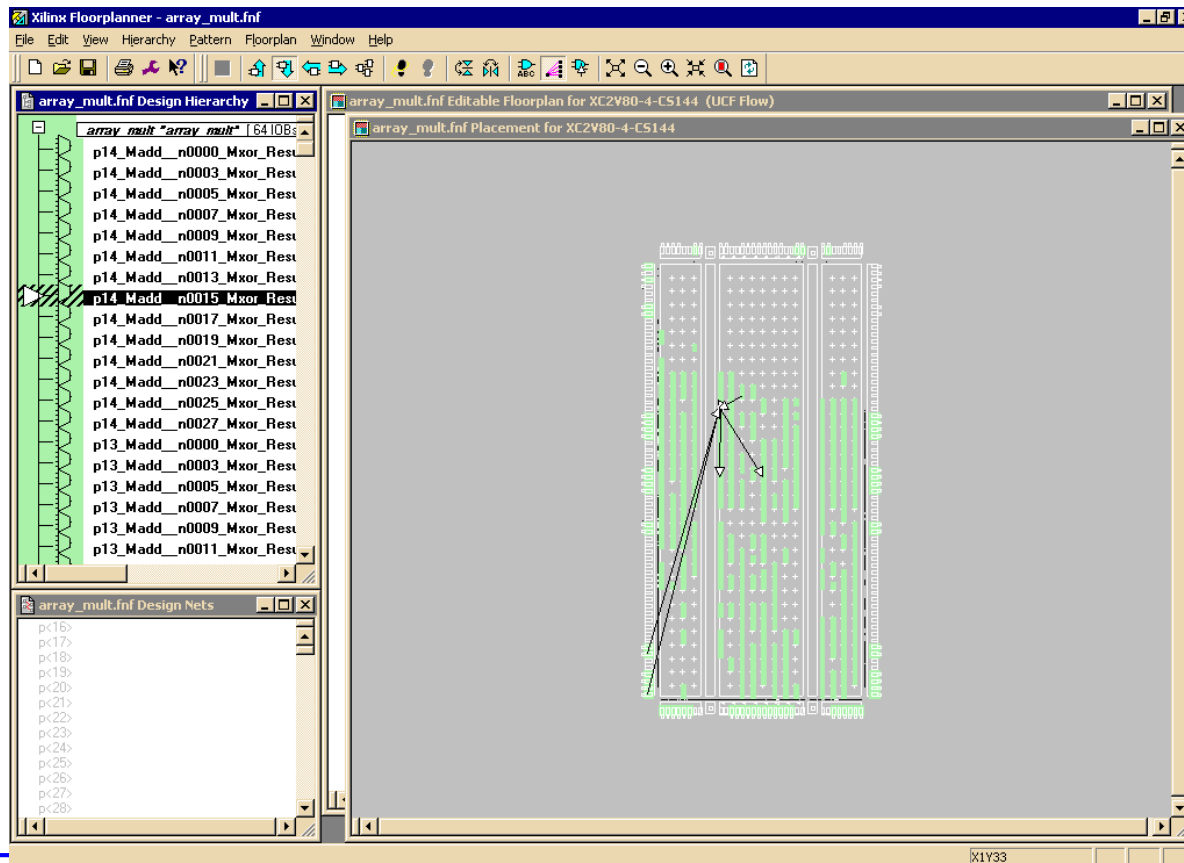 Xilinx Floorplanner - array_mult.fnf
File Edit View Hierarchy Pattern Floorplan Window Help
ABC
array_mult.fnf Design Hierarchy
array_mult.fnf Editable Floorplan for XC2V80-4-CS144 (UCF Flow)
array_mult.fnf Placement for XC2V80-4-CS144
array_mult "array_mult" [ 64 IOBs
p14_Madd__n0000_Mxor_Resu
p14_Madd__n0003_Mxor_Resu
p14_Madd__n0005_Mxor_Resu
p14_Madd__n0007_Mxor_Resu
p14_Madd__n0009_Mxor_Resu
p14_Madd__n0011_Mxor_Resu
p14_Madd__n0013_Mxor_Resu
p14_Madd__n0015_Mxor_Resu
p14_Madd__n0017_Mxor_Resu
p14_Madd__n0019_Mxor_Resu
p14_Madd__n0021_Mxor_Resu
p14_Madd__n0023_Mxor_Resu
p14_Madd__n0025_Mxor_Resu
p14_Madd__n0027_Mxor_Resu
p13_Madd__n0000_Mxor_Resu
p13_Madd__n0003_Mxor_Resu
p13_Madd__n0005_Mxor_Resu
p13_Madd__n0007_Mxor_Resu
p13_Madd__n0009_Mxor_Resu
p13_Madd__n0011_Mxor_Resu
array_mult.fnf Design Nets
p<16>
p<17>
p<18>
p<19>
p<20>
p<21>
p<22>
p<23>
p<24>
p<25>
p<26>
p<27>
p<28>
X1Y33